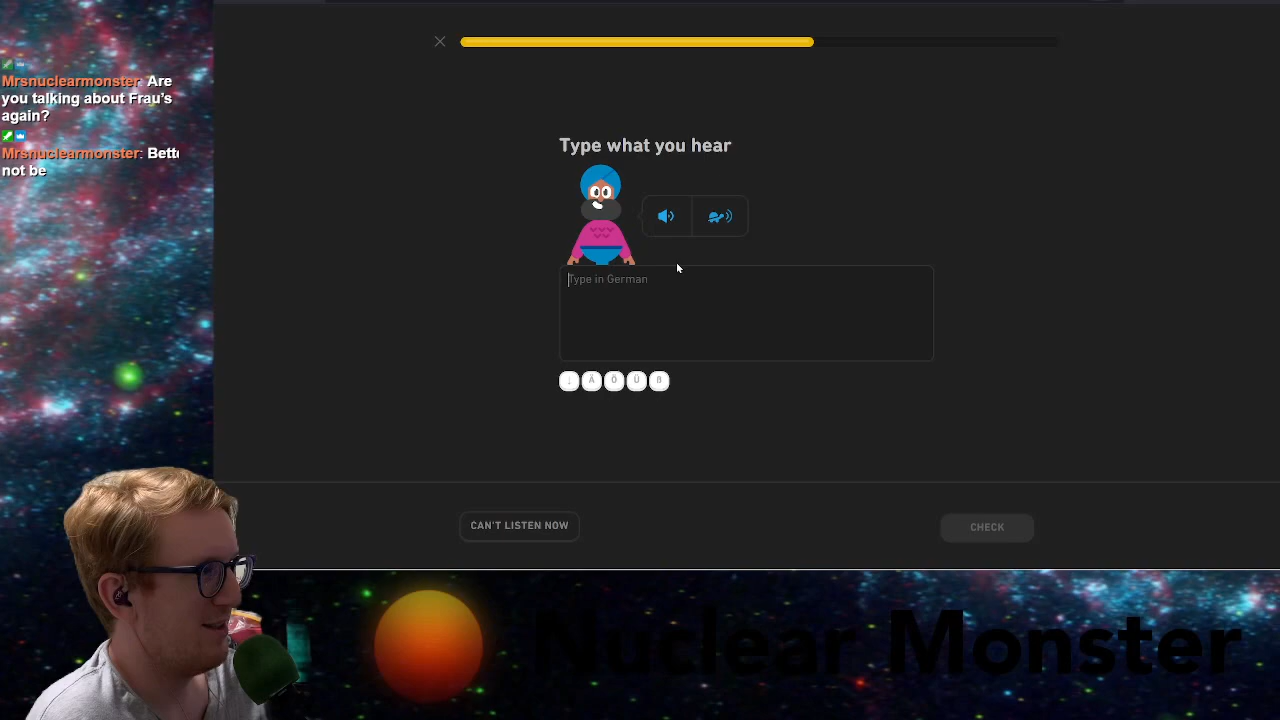 Mrsnuclearmonster: Are
you talking about Frau's
again?
Mrsnuclearmonster: Bett
not be
Type what you hear
Type in German
Ä Ö Ü ß
CAN'T LISTEN NOW
CHECK
Nuclear Monster